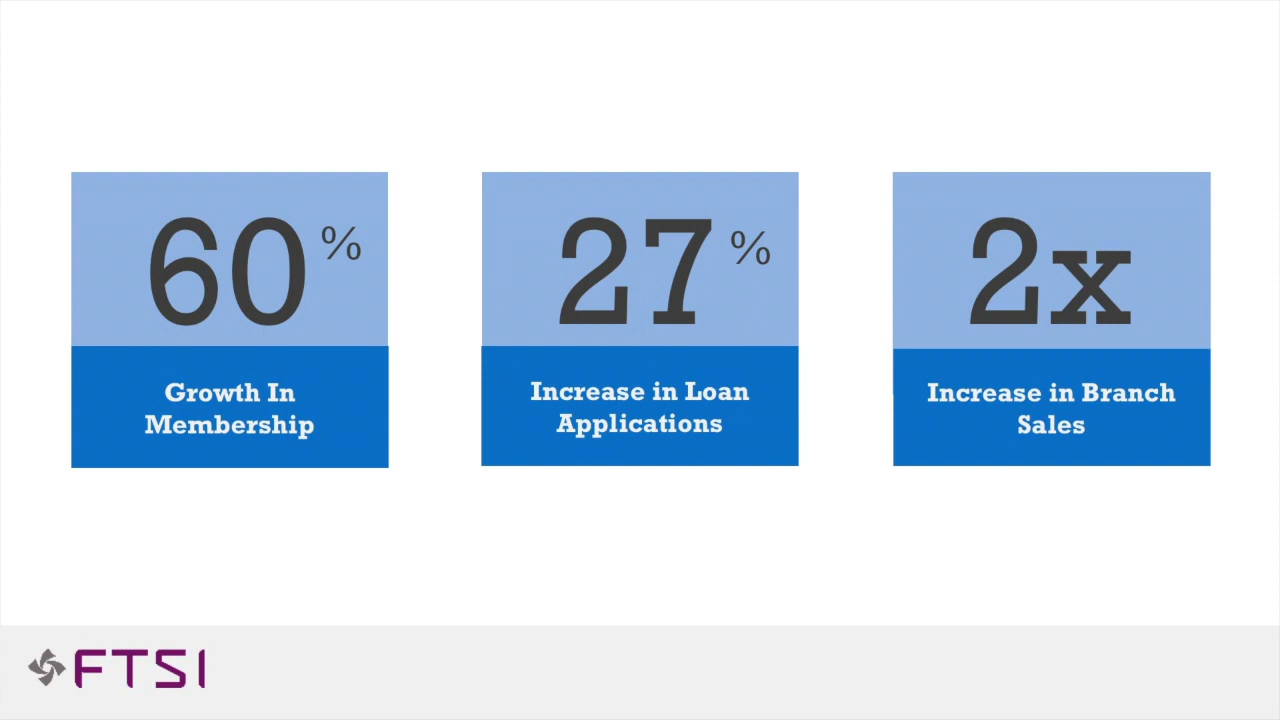 60%
Growth In
Membership
27%
Increase in Loan
Applications
2x
Increase in Branch
Sales
FTSI